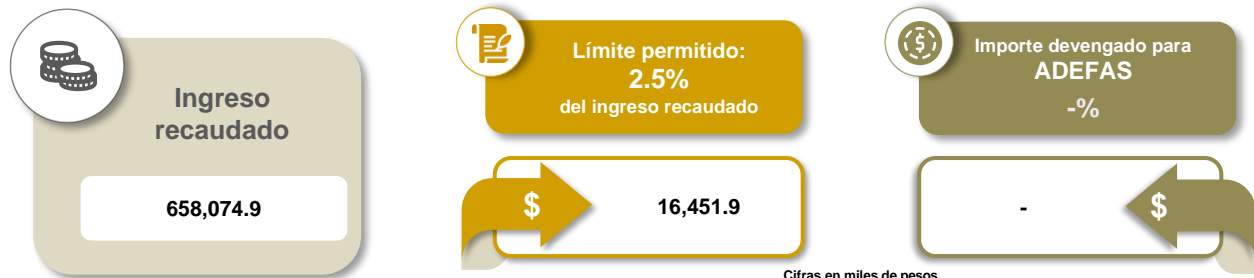 Ingreso
recaudado
658,074.9
Límite permitido:
2.5%
del ingreso recaudado
$ 16,451.9
Importe devengado para
ADEFAS
-%
- $
Cifras en miles de pesos